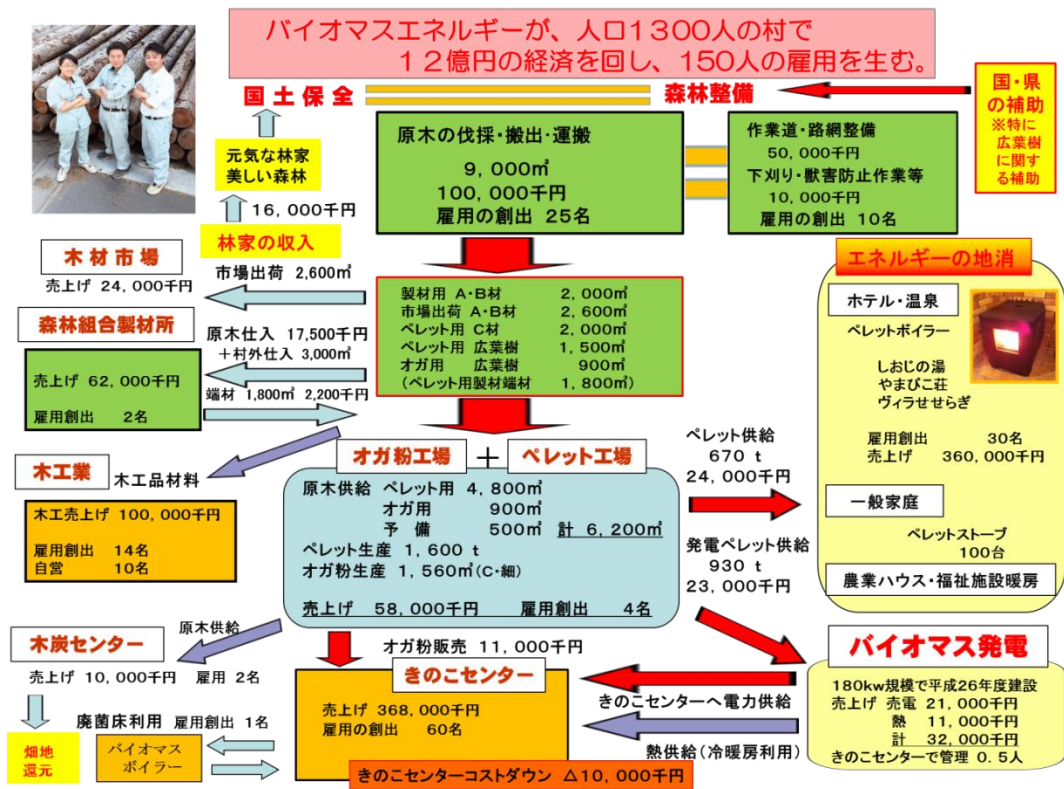 バイオマスエネルギーが、人口1300人の村で
12億円の経済を回し、150人の雇用を生む。
国土保全
森林整備
国・県
の補助
※特に
広葉樹
に関す
る補助
元気な林家
美しい森林
16,000千円
林家の収入
原木の伐採・搬出・運搬
9,000㎥
100,000千円
雇用の創出 25名
作業道・路網整備
50,000千円
下刈り・獣害防止作業等
10,000千円
雇用の創出 10名
木材市場
売上げ 24,000千円
市場出荷 2,600㎥
森林組合製材所
原木仕入 17,500千円
+村外仕入 3,000㎥
売上げ 62,000千円
雇用創出 2名
端材 1,800㎥ 2,200千円
製材用 A・B材 2,000㎥
市場出荷 A・B材 2,600㎥
ペレット用 C材 2,000㎥
ペレット用 広葉樹 1,500㎥
オガ用 広葉樹 900㎥
(ペレット用製材端材 1,800㎥)
エネルギーの地消
ホテル・温泉
ペレットボイラー
しおじの湯
やまびこ荘
ヴィラせせらぎ
雇用創出 30名
売上げ 360,000千円
一般家庭
ペレットストーブ
100台
農業ハウス・福祉施設暖房
木工業
木工品材料
木工売上げ 100,000千円
雇用創出 14名
自営 10名
オガ粉工場 + ペレット工場
原木供給 ペレット用 4,800㎥
オガ用 900㎥
予備 500㎥ 計 6,200㎥
ペレット生産 1,600 t
オガ粉生産 1,560㎥(C・細)
売上げ 58,000千円 雇用創出 4名
ペレット供給
670 t
24,000千円
発電ペレット供給
930 t
23,000千円
木炭センター
原木供給
売上げ 10,000千円 雇用 2名
オガ粉販売 11,000千円
きのこセンター
売上げ 368,000千円
雇用の創出 60名
きのこセンターコストダウン △10,000千円
廃菌床利用 雇用創出 1名
畑地
還元
バイオマス
ボイラー
きのこセンターへ電力供給
熱供給(冷暖房利用)
バイオマス発電
180kw規模で平成26年度建設
売上げ 売電 21,000千円
熱 11,000千円
計 32,000千円
きのこセンターで管理 0.5人